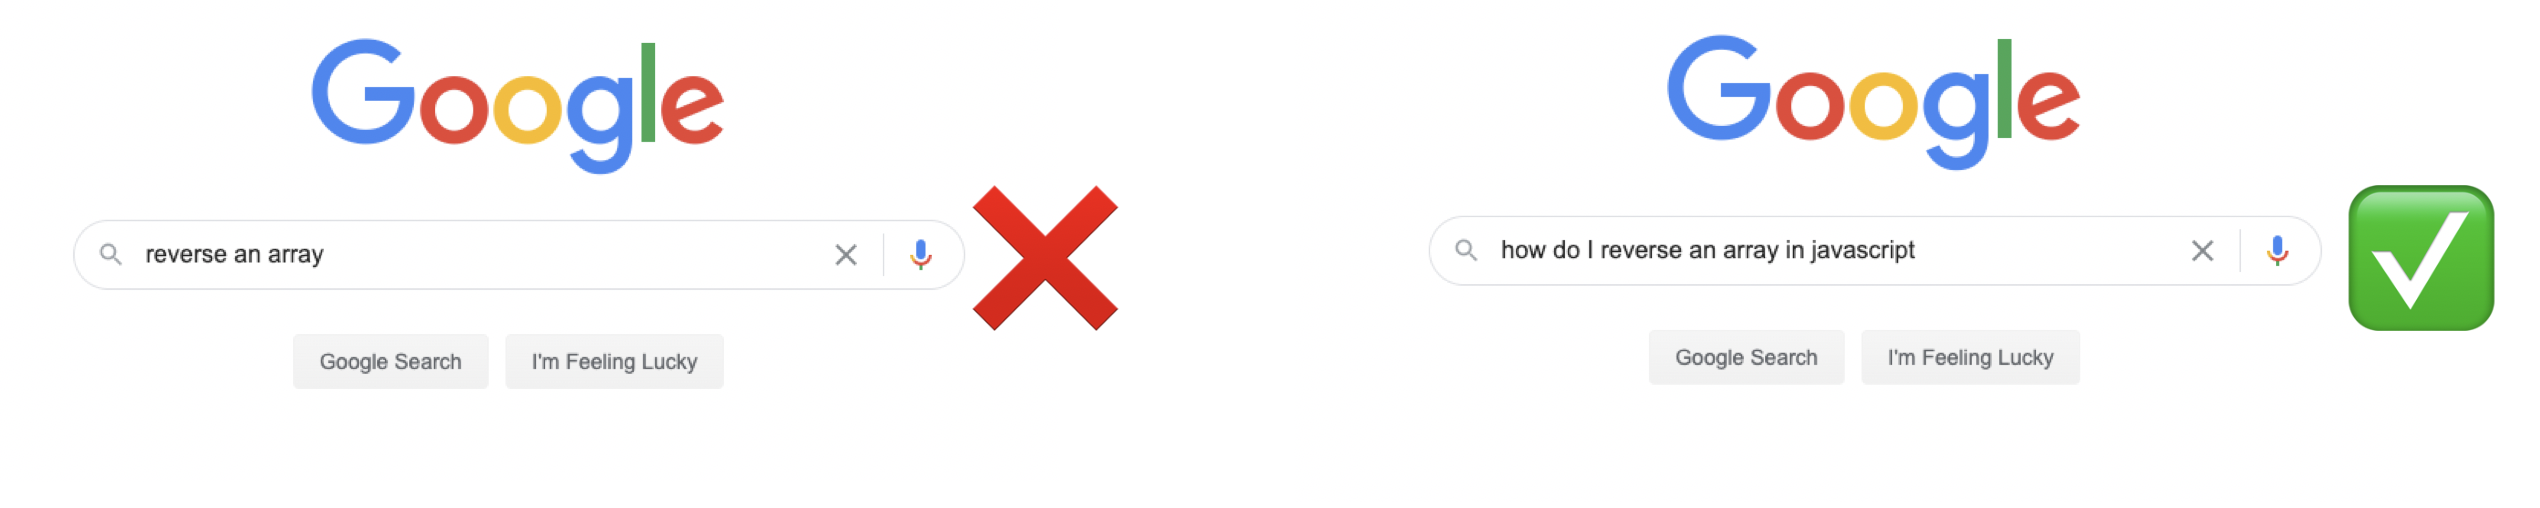 Google
reverse an array
Google Search
I'm Feeling Lucky
Google
how do I reverse an array in javascript
Google Search
I'm Feeling Lucky